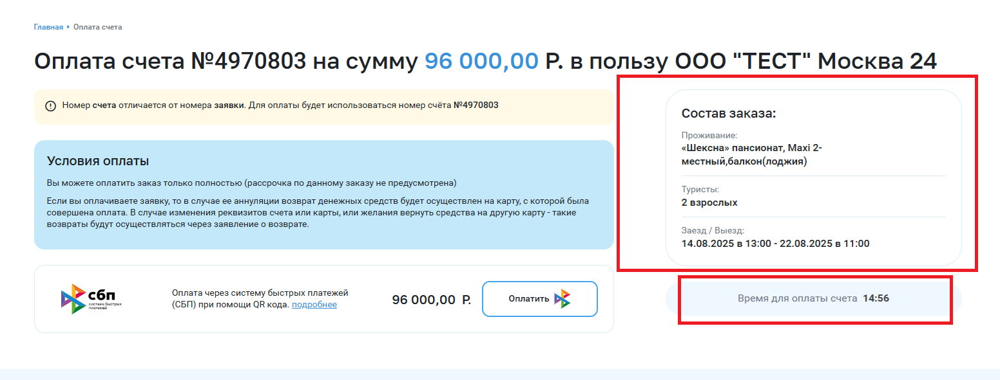 Главная
Оплата счета
Оплата счета №4970803 на сумму 96 000,00 Р. в пользу ООО "ТЕСТ" Москва 24
Номер счета отличается от номера заявки. Для оплаты будет использоваться номер счёта №4970803
Условия оплаты
Вы можете оплатить заказ только полностью (рассрочка по данному заказу не предусмотрена)
Если вы оплачиваете заявку, то в случае ее аннуляции возврат денежных средств будет осуществлен на карту, с которой была
совершена оплата. В случае изменения реквизитов счета или карты, или желания вернуть средства на другую карту - такие
возвраты будут осуществляться через заявление о возврате.
сбп
система быстрых
платежей
Оплата через систему быстрых платежей
(СБП) при помощи QR кода. подробнее
96 000,00 Р.
Оплатить
Состав заказа:
Проживание:
«Шексна» пансионат, Maxi 2-
местный,балкон(лоджия)
Туристы:
2 взрослых
Заезд / Выезд:
14.08.2025 в 13:00 - 22.08.2025 в 11:00
Время для оплаты счета 14:56